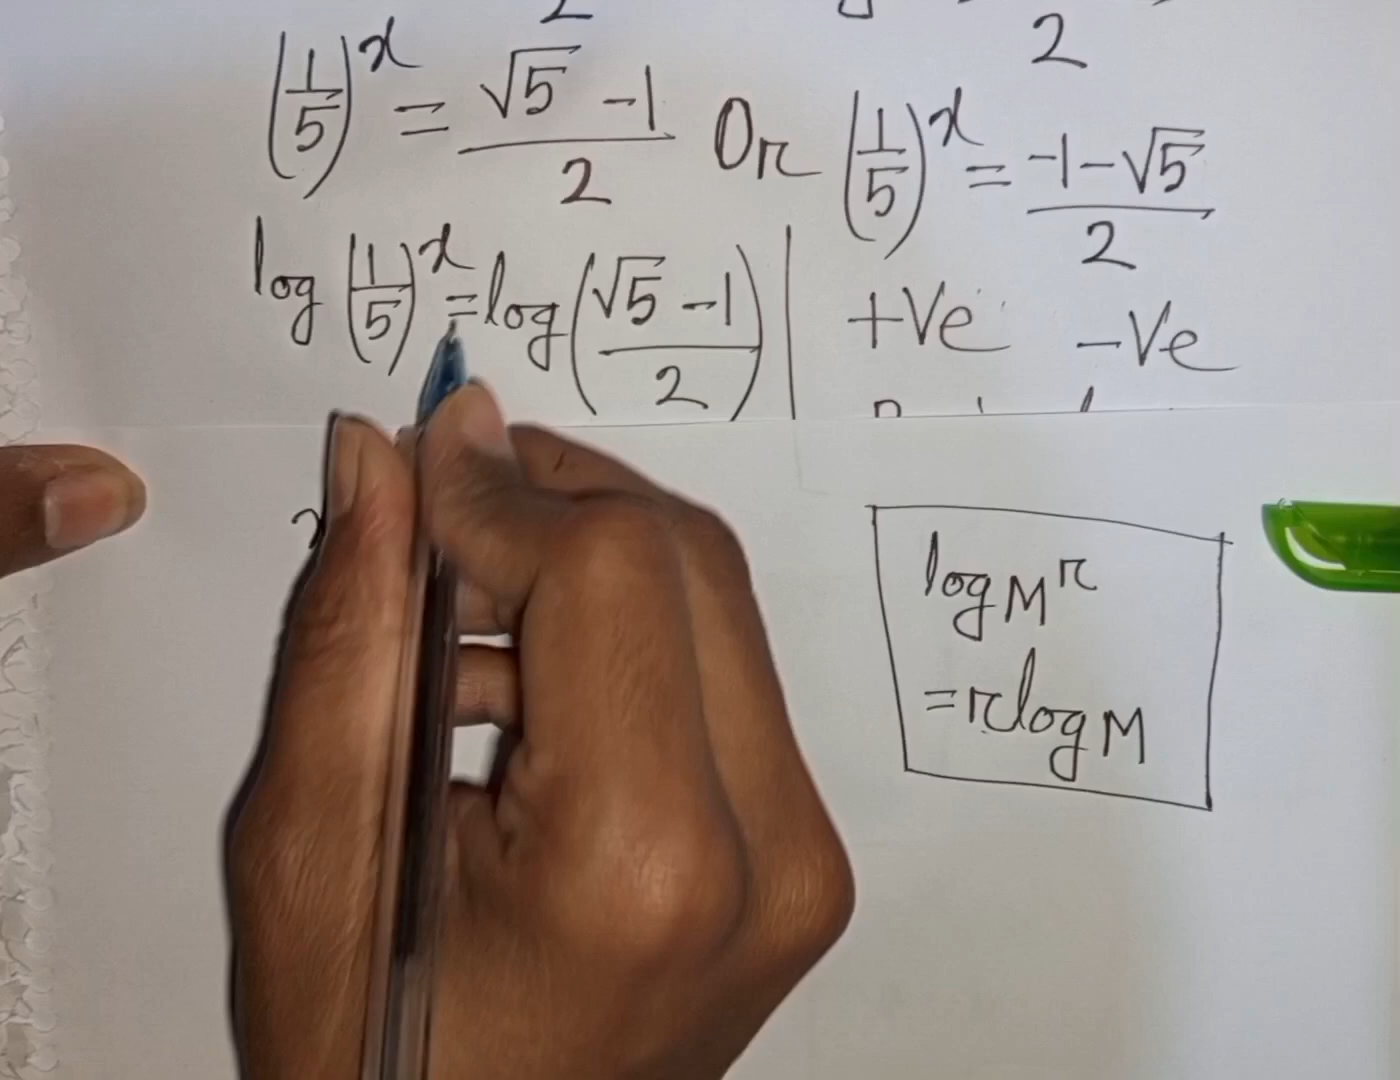 (1/5)^x = (√5 - 1)/2 Or (1/5)^x = (-1-√5)/2
log (1/5)^x = log ((√5 - 1)/2) | +Ve -Ve
x
log M^r
= r log M